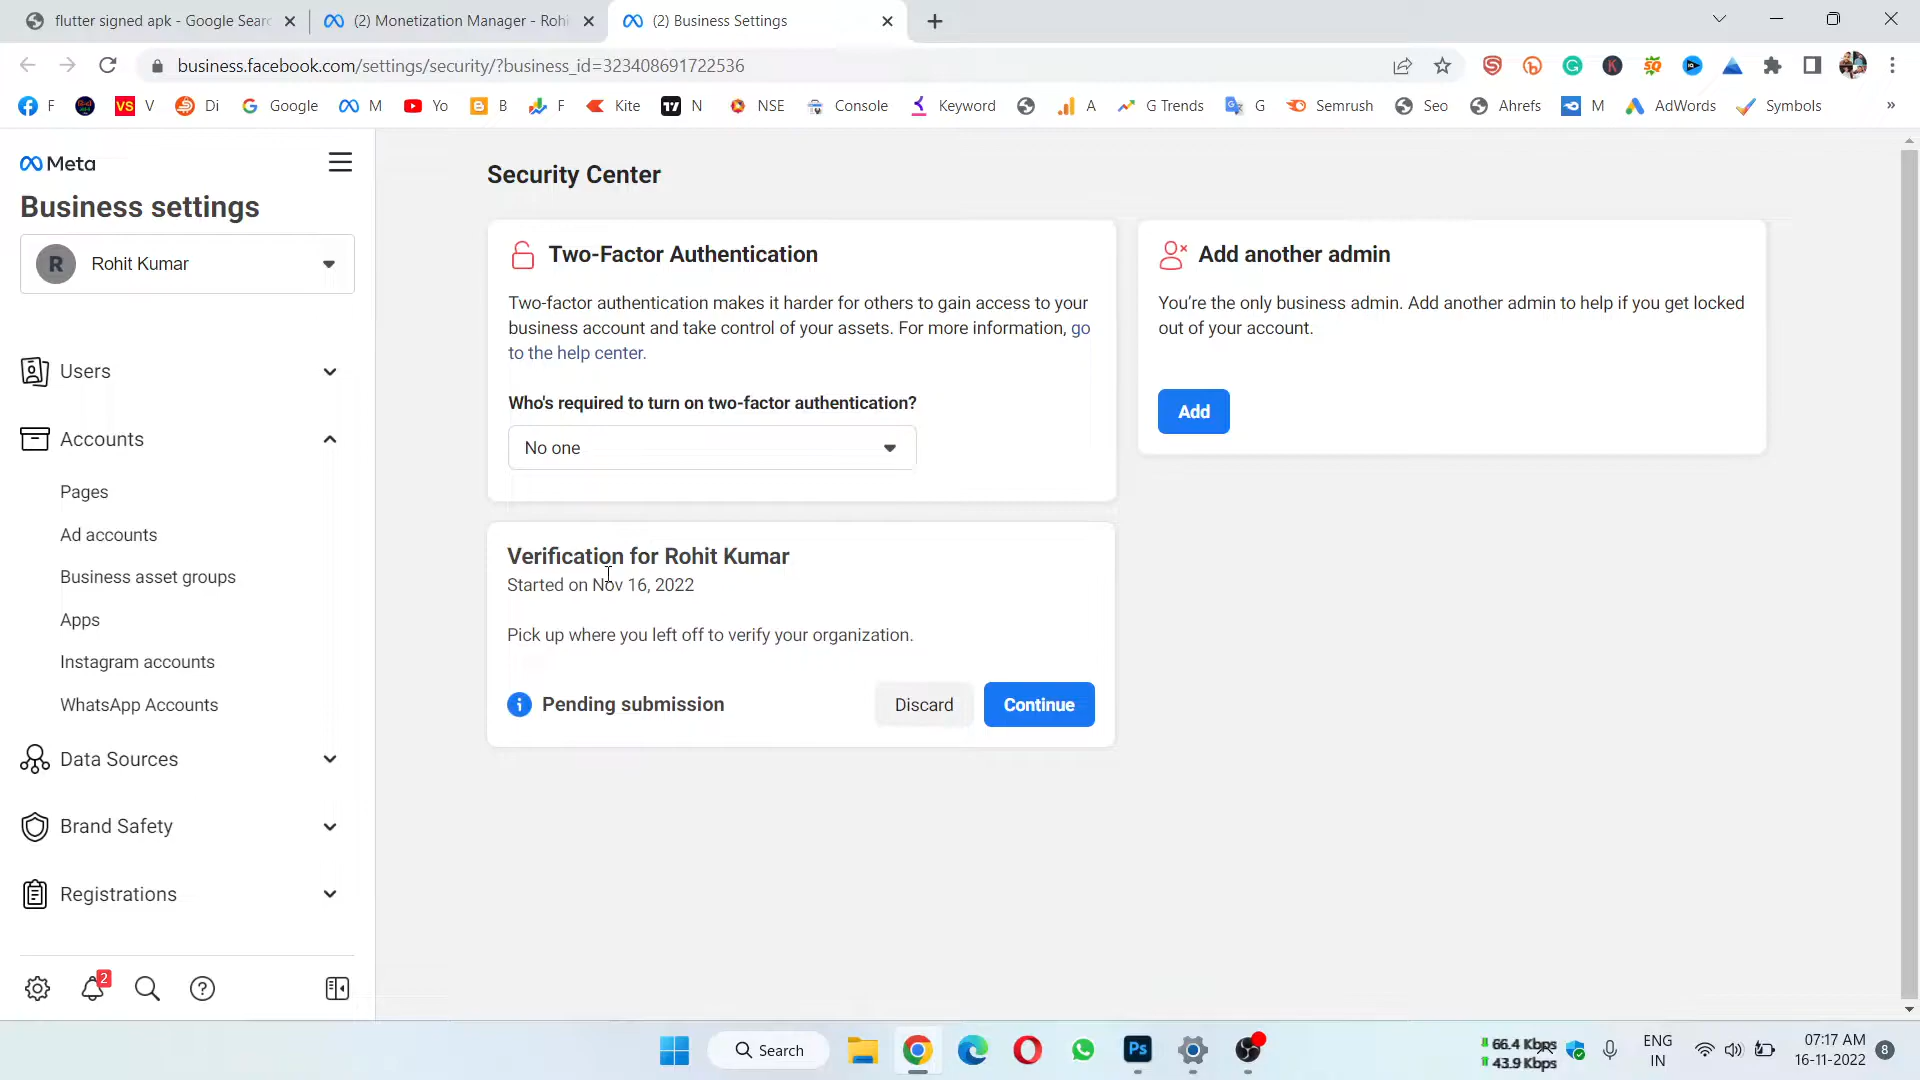 flutter signed apk - Google Sear
(2) Monetization Manager - Rohi
(2) Business Settings
business.facebook.com/settings/security/?business_id=323408691722536
F
VS V
Di
Google
M
Yo
B
F
Kite
N
NSE
Console
Keyword
A
G Trends
G
Semrush
Seo
Ahrefs
M
AdWords
Symbols
»
Meta
Business settings
R Rohit Kumar
Users
Accounts
Pages
Ad accounts
Business asset groups
Apps
Instagram accounts
WhatsApp Accounts
Data Sources
Brand Safety
Registrations
2
Security Center
Two-Factor Authentication
Two-factor authentication makes it harder for others to gain access to your
business account and take control of your assets. For more information, go
to the help center.
Who's required to turn on two-factor authentication?
No one
Add another admin
You're the only business admin. Add another admin to help if you get locked
out of your account.
Add
Verification for Rohit Kumar
Started on Nov 16, 2022
Pick up where you left off to verify your organization.
Pending submission
Discard
Continue
Search
Ps
66.4 Kbps
43.9 Kbps
ENG
IN
07:17 AM
16-11-2022
8